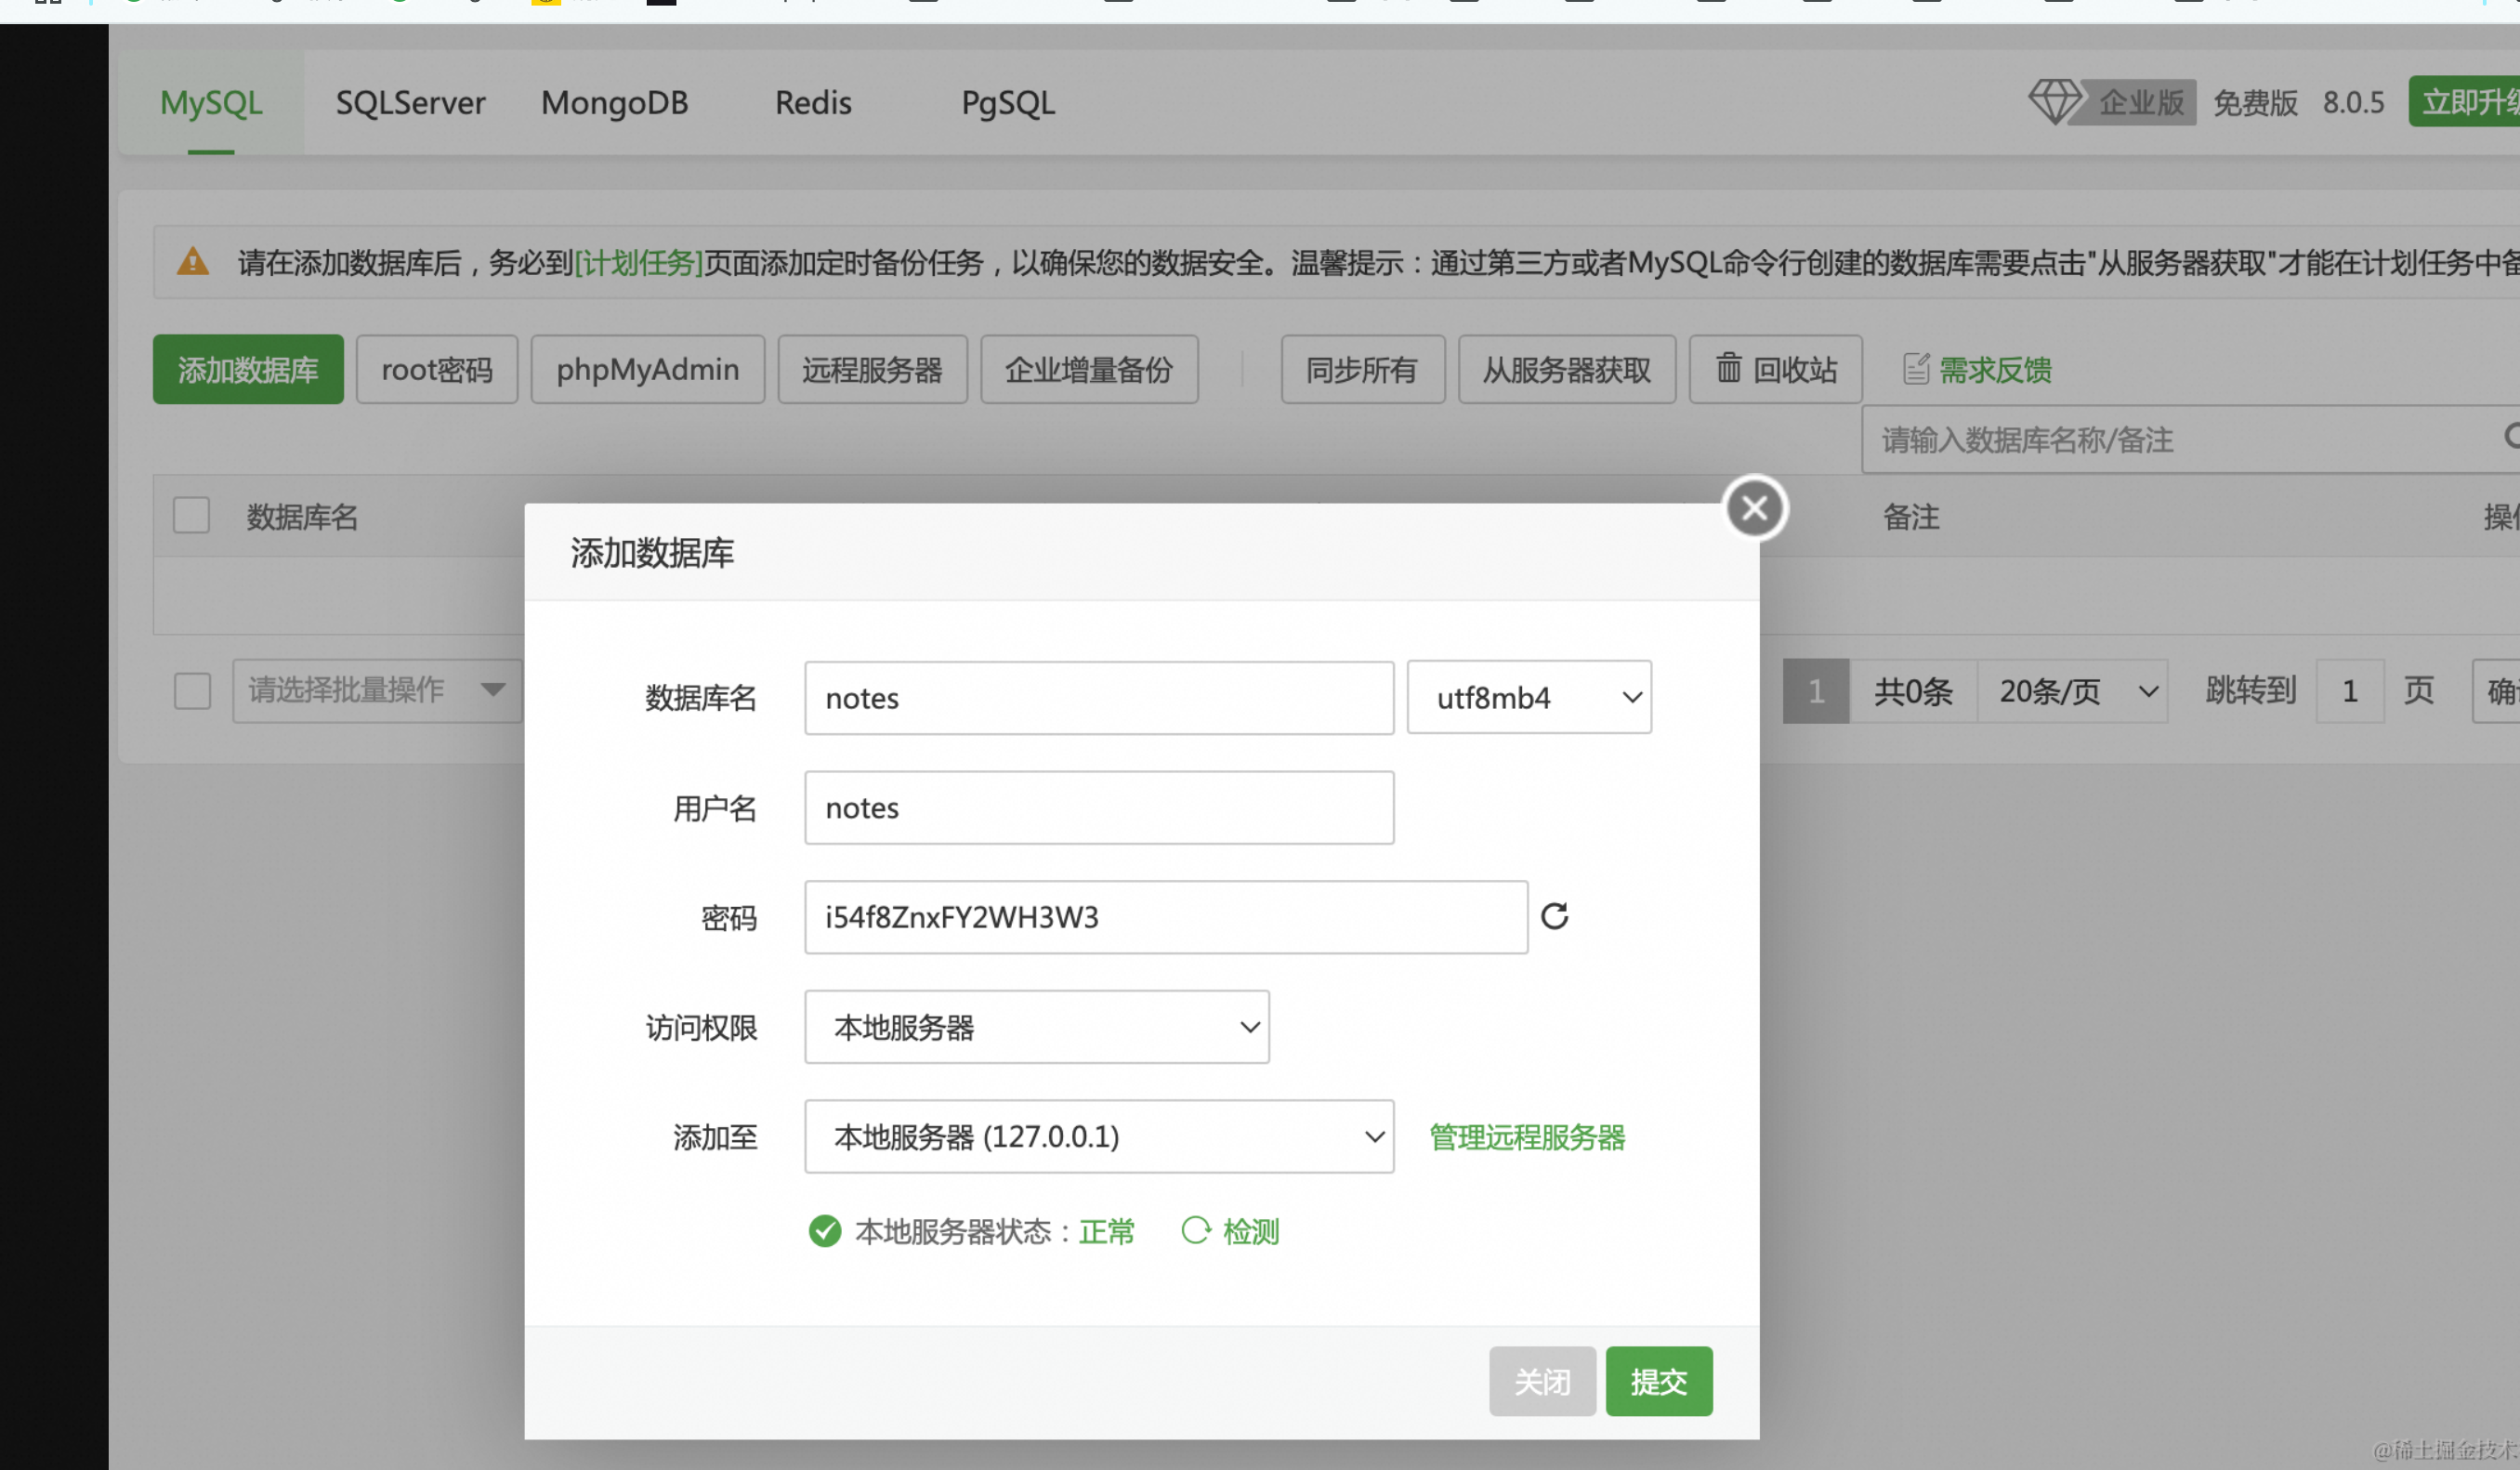 MySQL SQLServer MongoDB Redis PgSQL 企业版 免费版 8.0.5 立即升级
请在添加数据库后，务必到[计划任务]页面添加定时备份任务，以确保您的数据安全。温馨提示：通过第三方或者MySQL命令行创建的数据库需要点击"从服务器获取"才能在计划任务中备
添加数据库 root密码 phpMyAdmin 远程服务器 企业增量备份 同步所有 从服务器获取 回收站 需求反馈
请输入数据库名称/备注
数据库名 备注 操作
请选择批量操作 1 共0条 20条/页 跳转到 1 页 确认
添加数据库
数据库名 notes utf8mb4
用户名 notes
密码 i54f8ZnxFY2WH3W3
访问权限 本地服务器
添加至 本地服务器 (127.0.0.1) 管理远程服务器
本地服务器状态：正常 检测
关闭 提交
@稀土掘金技术